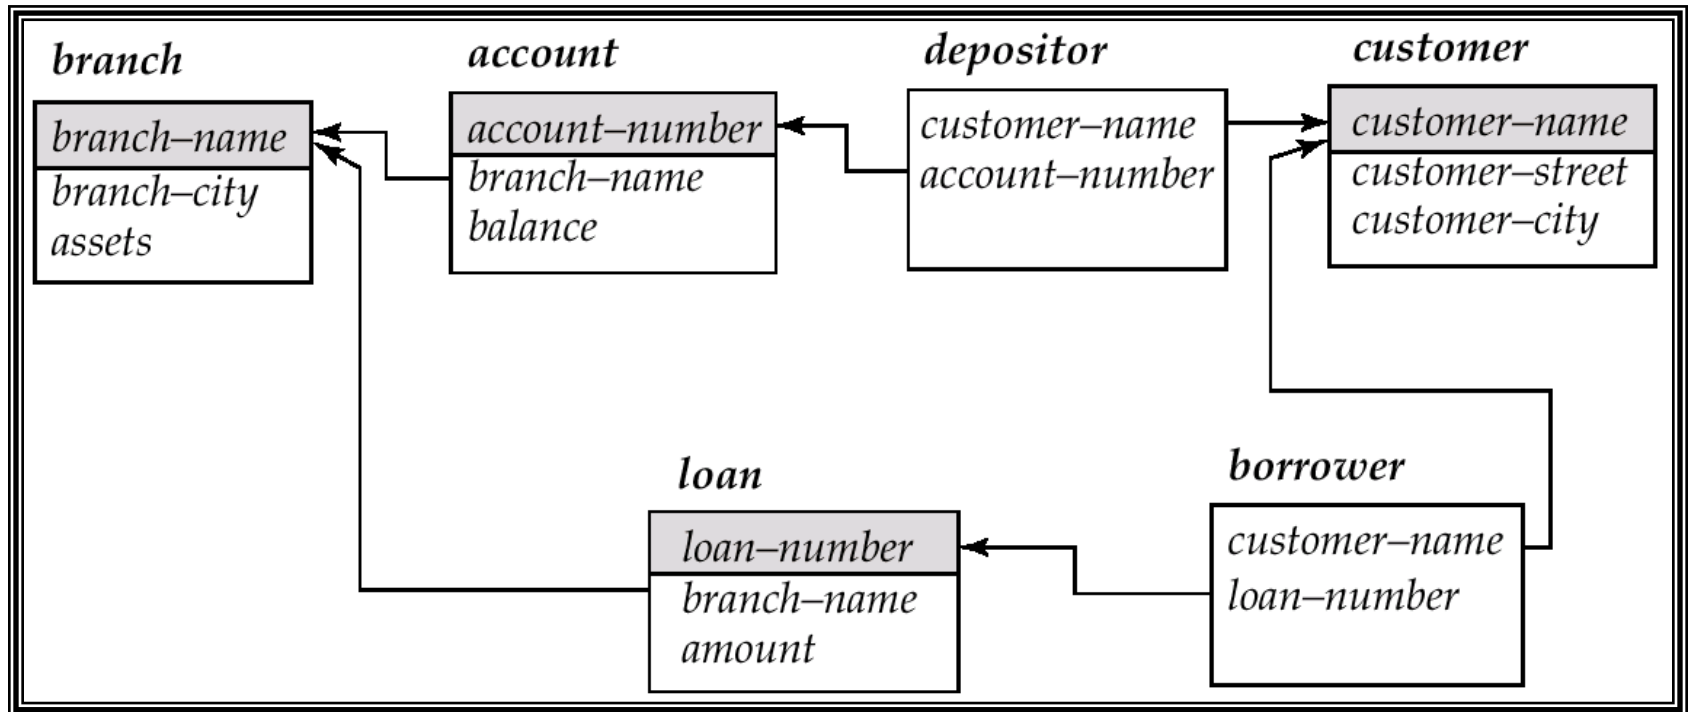 branch
branch–name
branch–city
assets
account
account–number
branch–name
balance
depositor
customer–name
account–number
customer
customer–name
customer–street
customer–city
loan
loan–number
branch–name
amount
borrower
customer–name
loan–number